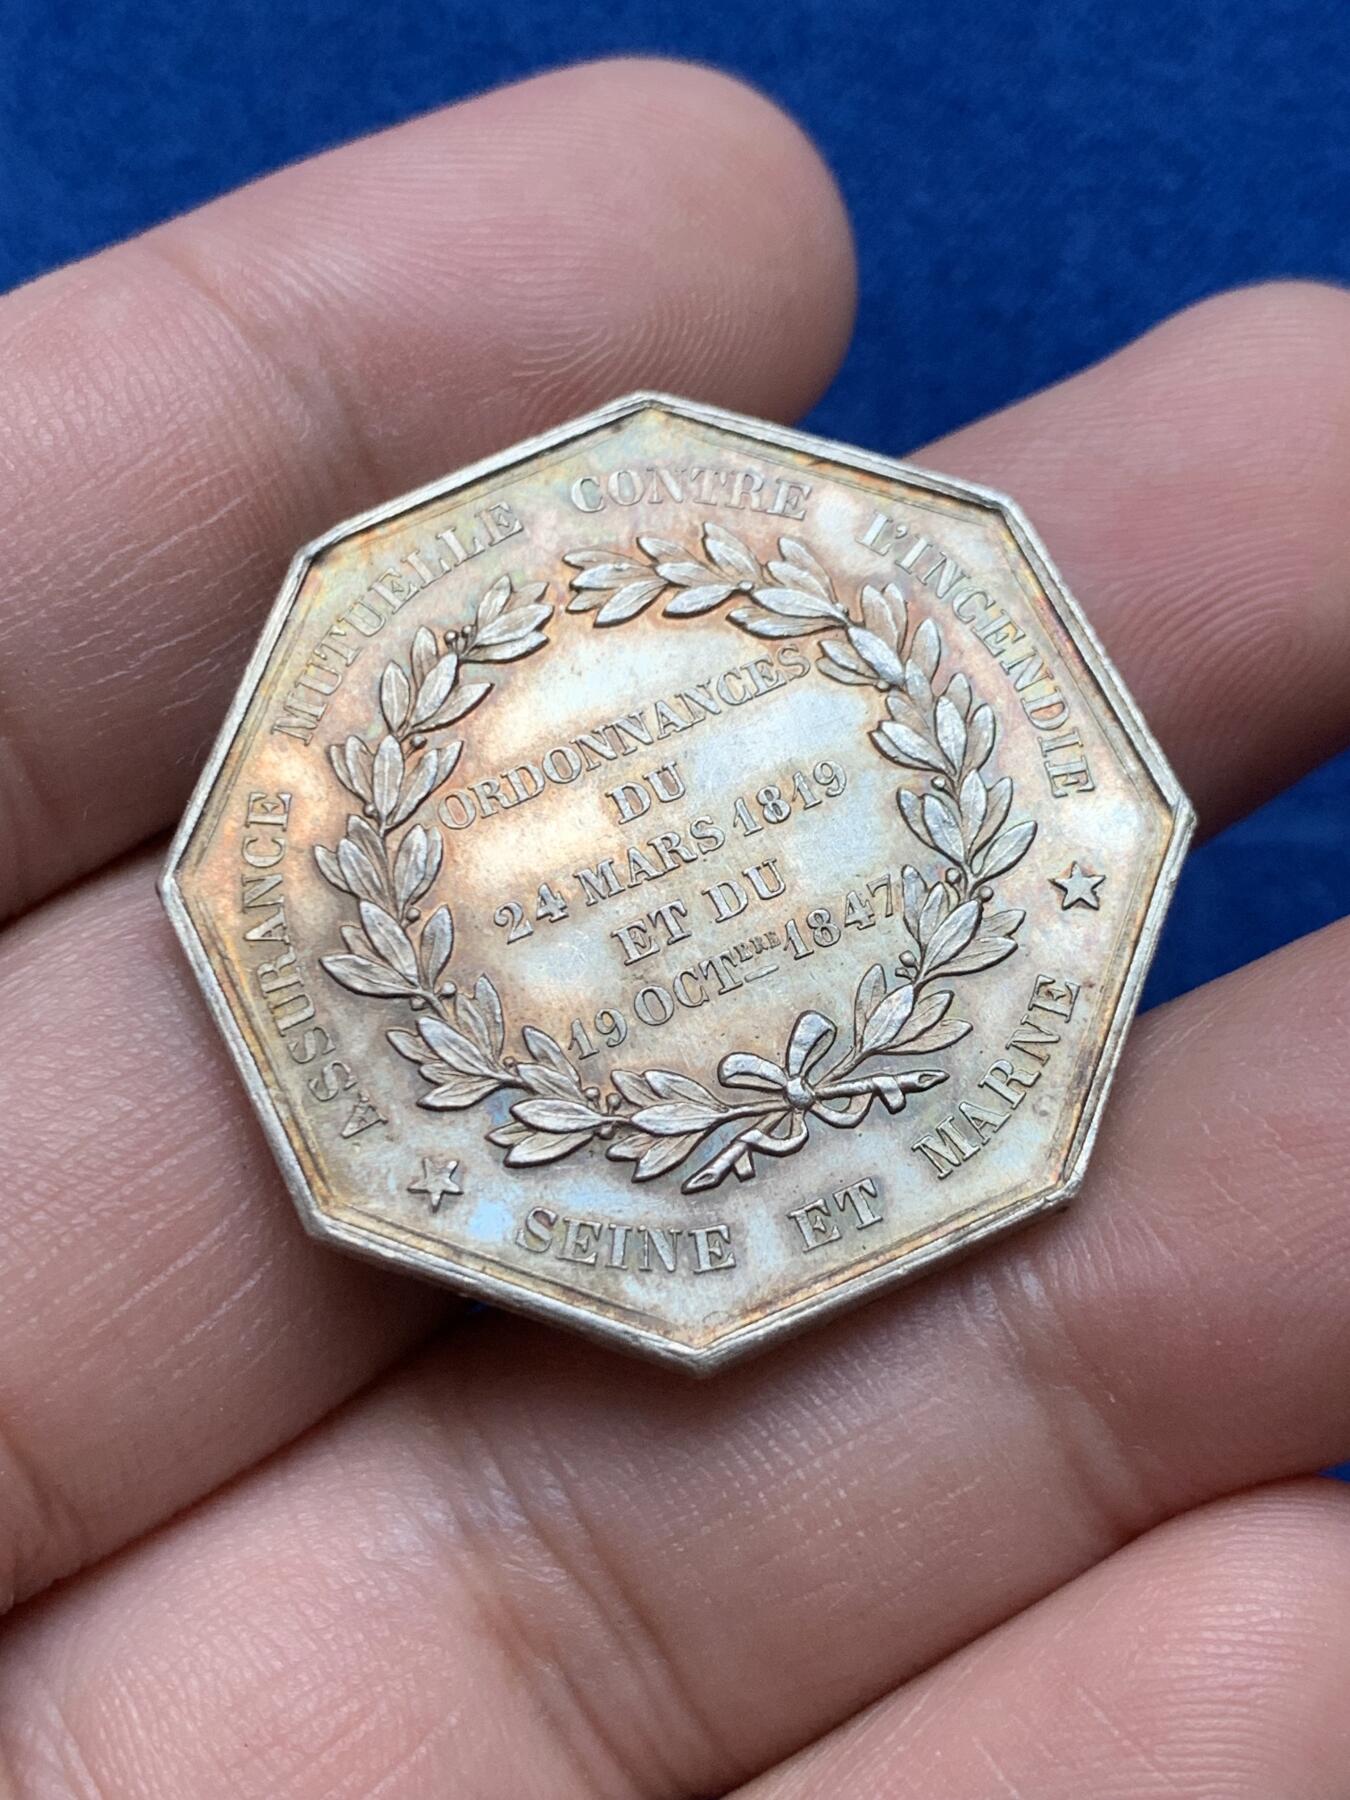 ASSURANCE MUTUELLE CONTRE L'INCENDIE
ORDONNANCES
DU
24 MARS 1819
ET DU
19 OCTBRE 1847
SEINE ET MARNE